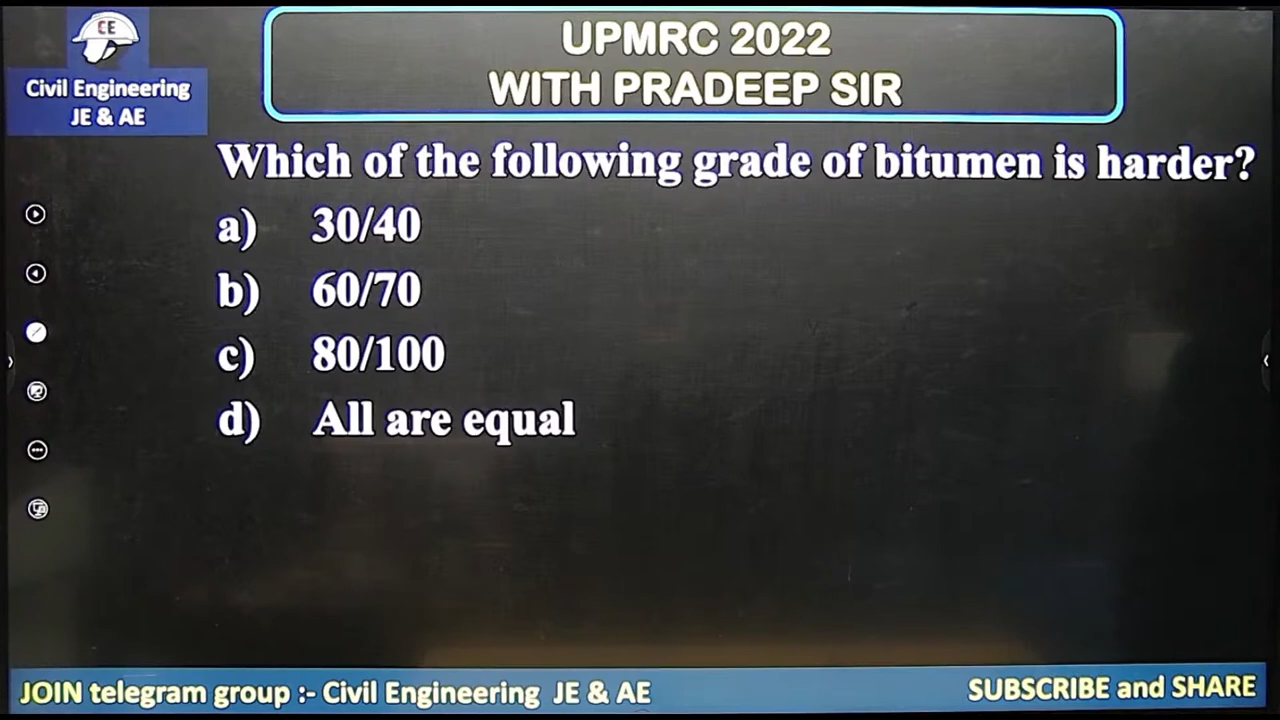 CE
Civil Engineering
JE & AE
UPMRC 2022
WITH PRADEEP SIR
Which of the following grade of bitumen is harder?
a) 30/40
b) 60/70
c) 80/100
d) All are equal
JOIN telegram group :- Civil Engineering JE & AE
SUBSCRIBE and SHARE